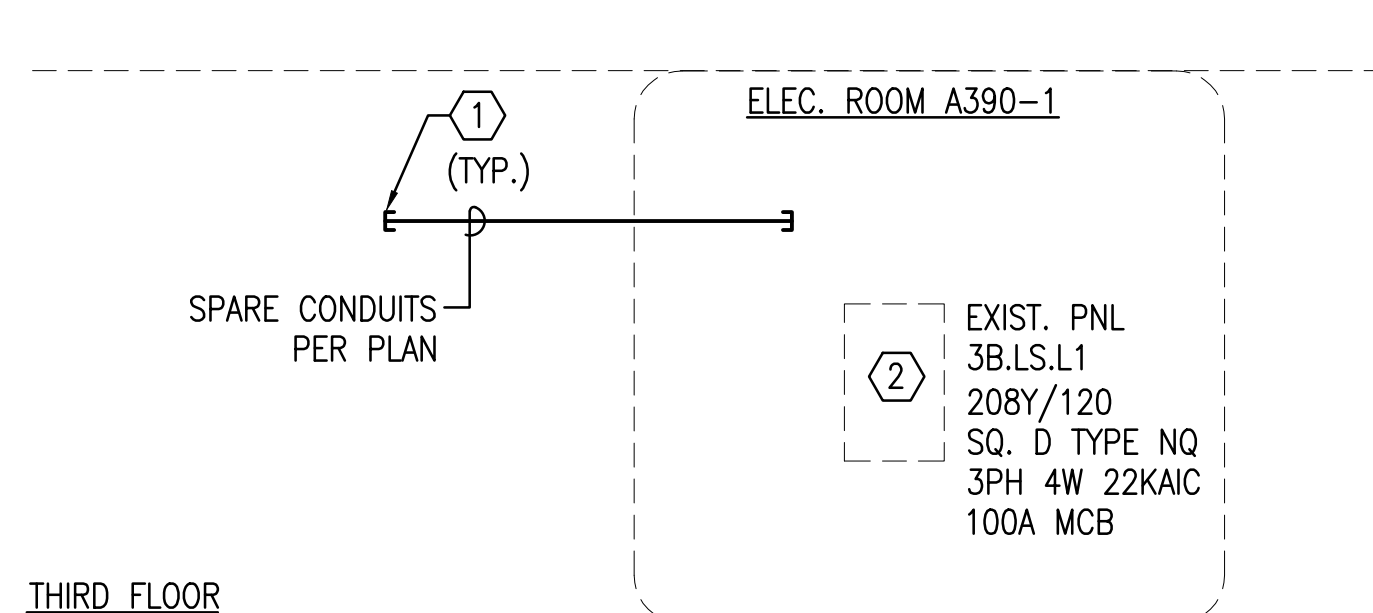 ELEC. ROOM A390-1
1
(TYP.)
SPARE CONDUITS
PER PLAN
2
EXIST. PNL
3B.LS.L1
208Y/120
SQ. D TYPE NQ
3PH 4W 22KAIC
100A MCB
THIRD FLOOR